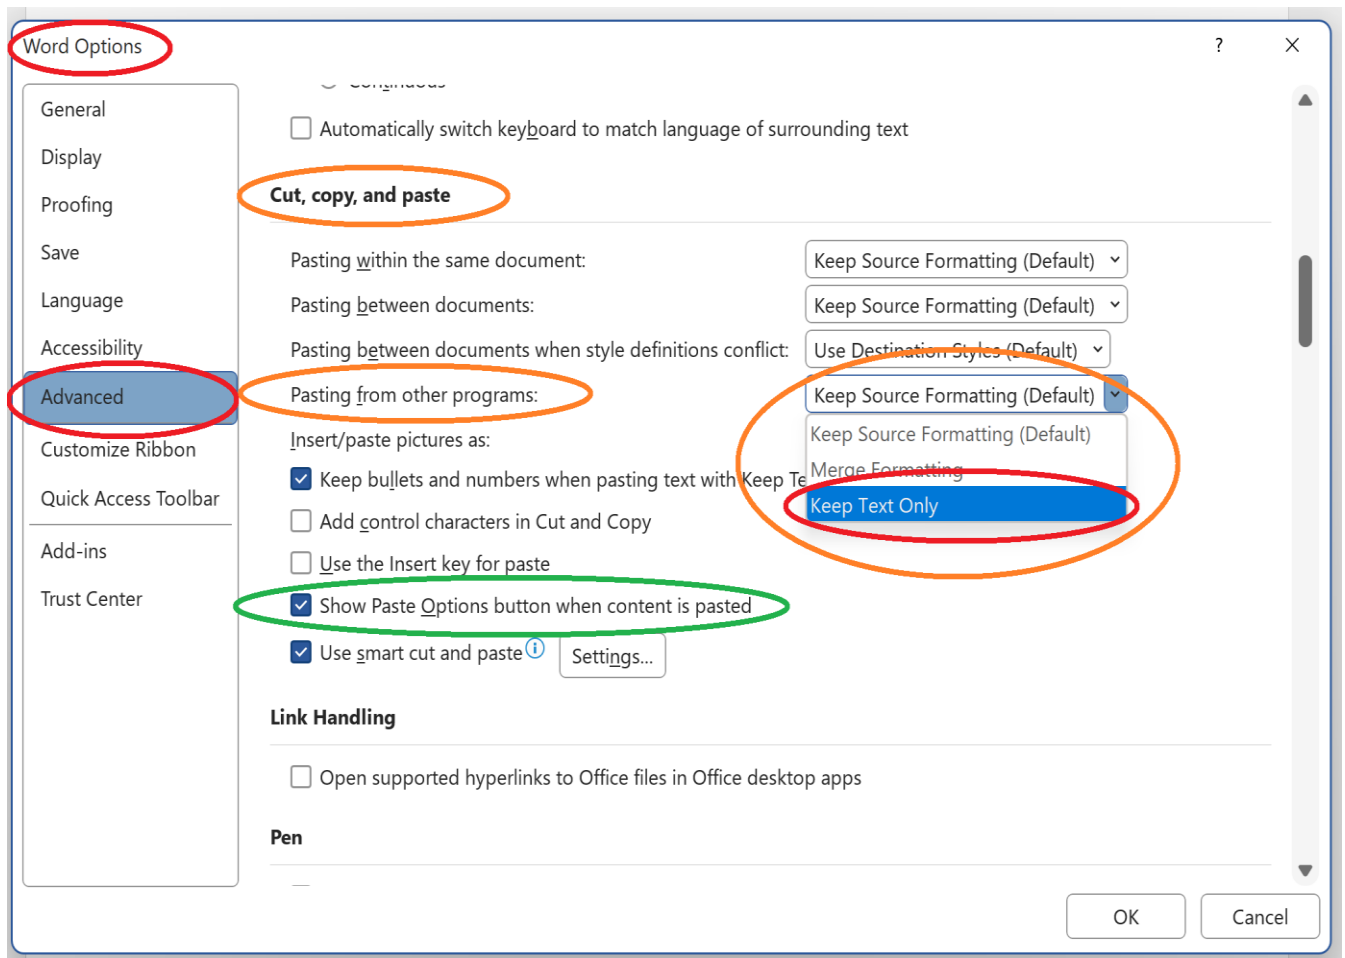 Word Options
?
General
Display
Proofing
Save
Language
Accessibility
Advanced
Customize Ribbon
Quick Access Toolbar
Add-ins
Trust Center
Continuous
Automatically switch keyboard to match language of surrounding text
Cut, copy, and paste
Pasting within the same document: Keep Source Formatting (Default)
Pasting between documents: Keep Source Formatting (Default)
Pasting between documents when style definitions conflict: Use Destination Styles (Default)
Pasting from other programs: Keep Source Formatting (Default)
Keep Source Formatting (Default)
Merge Formatting
Keep Text Only
Insert/paste pictures as:
Keep bullets and numbers when pasting text with Keep Te
Add control characters in Cut and Copy
Use the Insert key for paste
Show Paste Options button when content is pasted
Use smart cut and paste Settings...
Link Handling
Open supported hyperlinks to Office files in Office desktop apps
Pen
OK Cancel